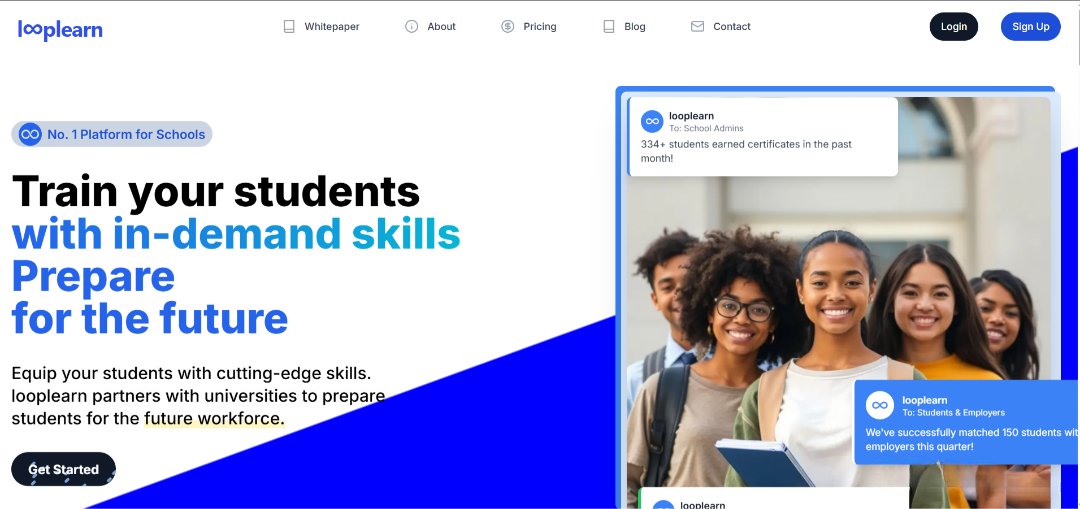 looplearn
Whitepaper
About
Pricing
Blog
Contact
Login
Sign Up
No. 1 Platform for Schools
Train your students
with in-demand skills
Prepare
for the future
Equip your students with cutting-edge skills.
looplearn partners with universities to prepare
students for the future workforce.
Get Started
looplearn
To: School Admins
334+ students earned certificates in the past
month!
looplearn
To: Students & Employers
We've successfully matched 150 students wit
employers this quarter!
looplearn